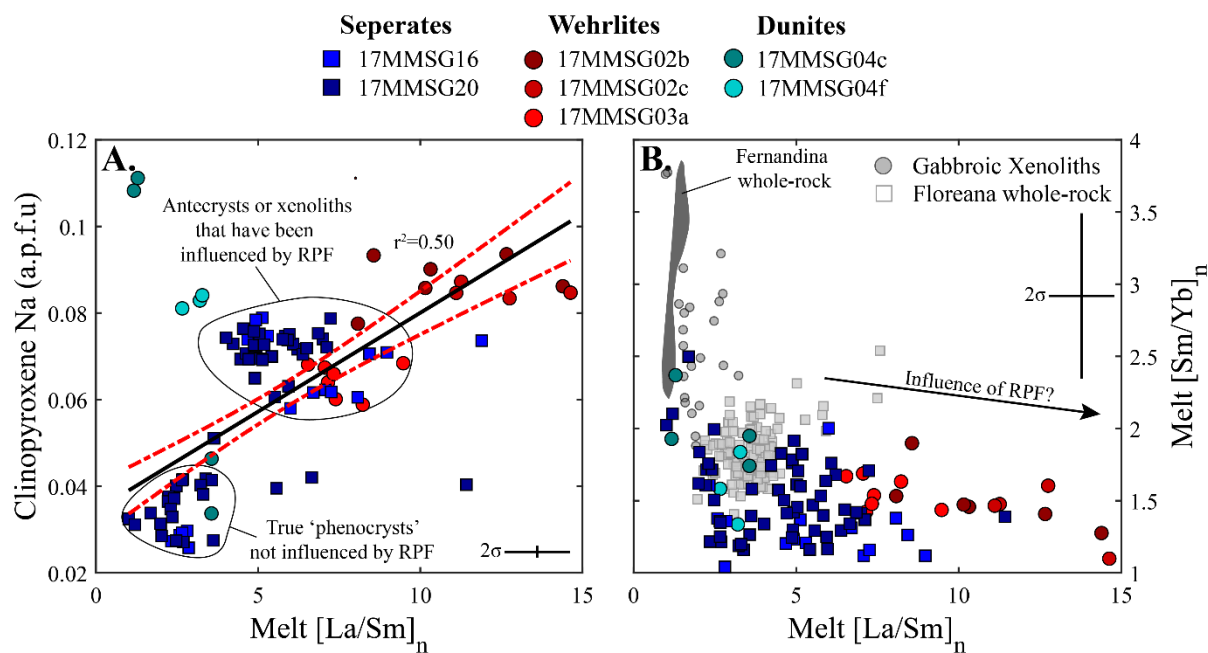 Seperates
Wehrlites
Dunites
17MMSG16
17MMSG02b
17MMSG04c
17MMSG20
17MMSG02c
17MMSG04f
17MMSG03a
A.
B.
0.12
0.1
0.08
0.06
0.04
0.02
Clinopyroxene Na (a.p.f.u)
Antecrysts or xenoliths
that have been
influenced by RPF
r²=0.50
True ‘phenocrysts’
not influenced by RPF
2σ
0
5
10
15
Melt [La/Sm]n
Fernandina
whole-rock
Gabbroic Xenoliths
Floreana whole-rock
2σ
Influence of RPF?
4
3.5
3
2.5
2
1.5
1
Melt [Sm/Yb]n
0
5
10
15
Melt [La/Sm]n